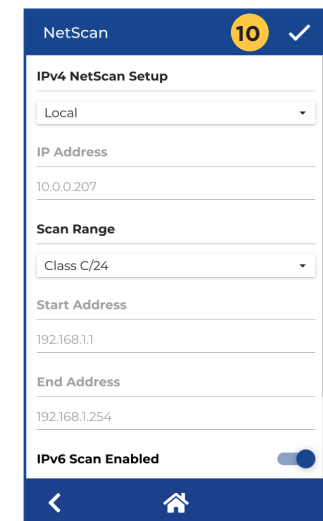 NetScan 10
IPv4 NetScan Setup
Local
IP Address
10.0.0.207
Scan Range
Class C/24
Start Address
192.168.1.1
End Address
192.168.1.254
IPv6 Scan Enabled